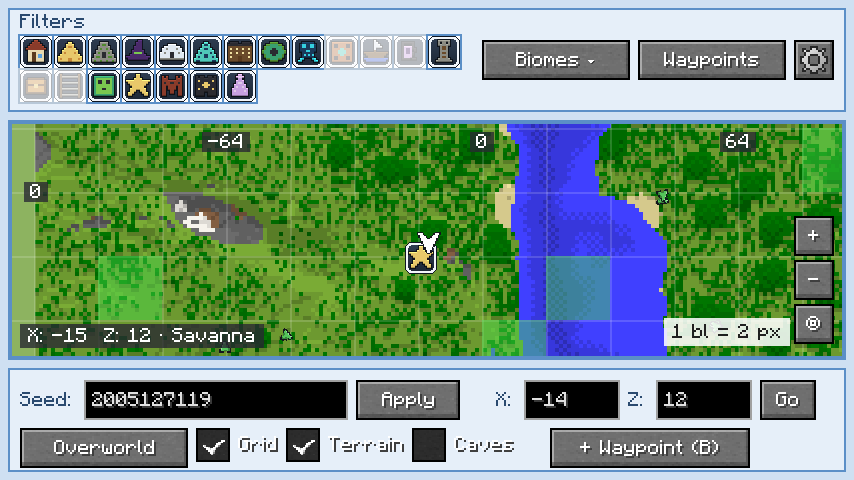 Filters
Biomes
Waypoints
-64
0
64
0
+
-
X: -15 Z: 12 · Savanna
1 bl = 2 px
Seed: 2005127119 Apply X: -14 Z: 12 Go
Overworld Grid Terrain Caves + Waypoint (B)